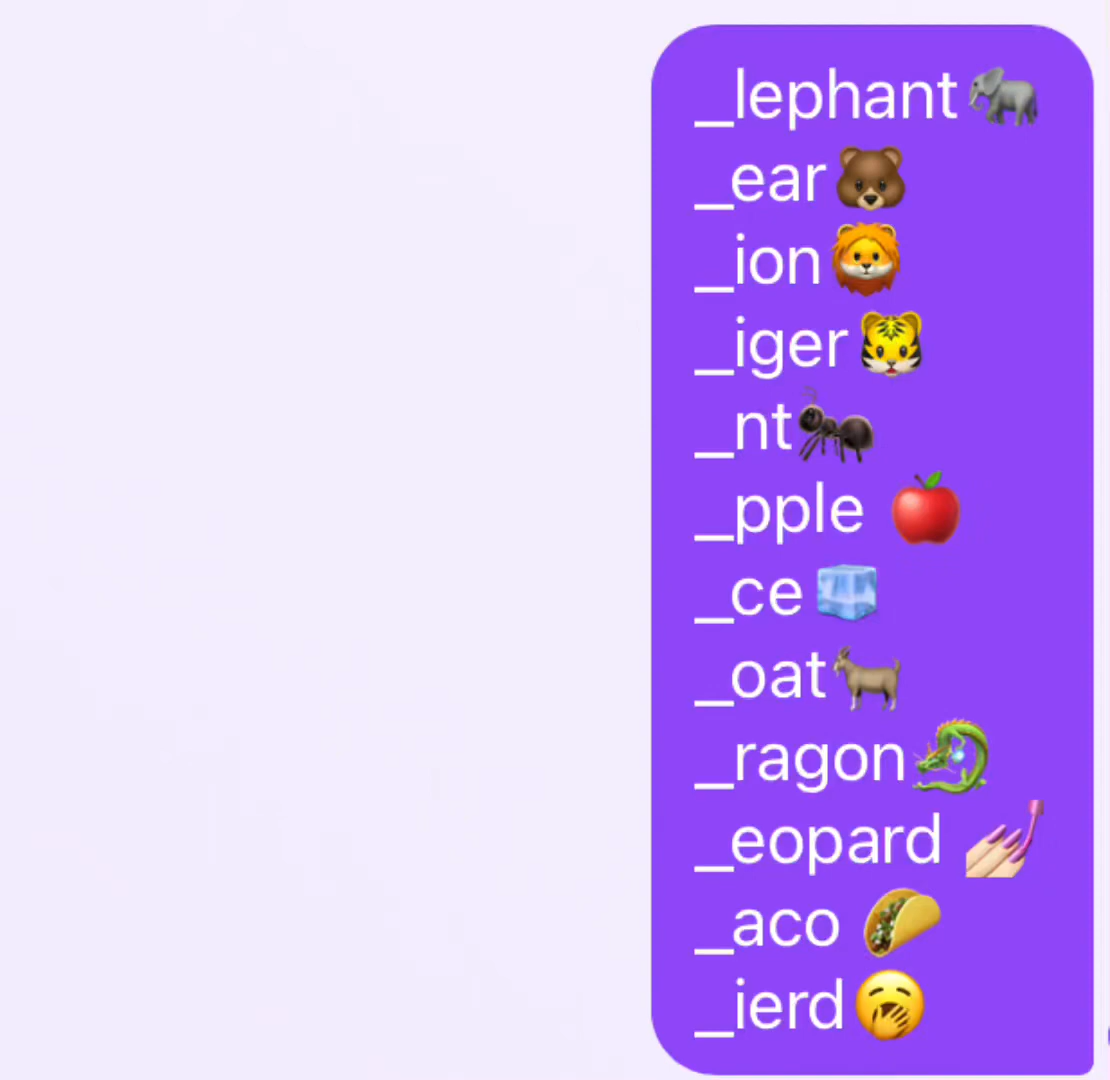 _lephant🐘
_ear🐻
_ion🦁
_iger🐯
_nt🐜
_pple 🍎
_ce🧊
_oat🐐
_ragon🐉
_eopard 💅🏻
_aco 🌮
_ierd🥱